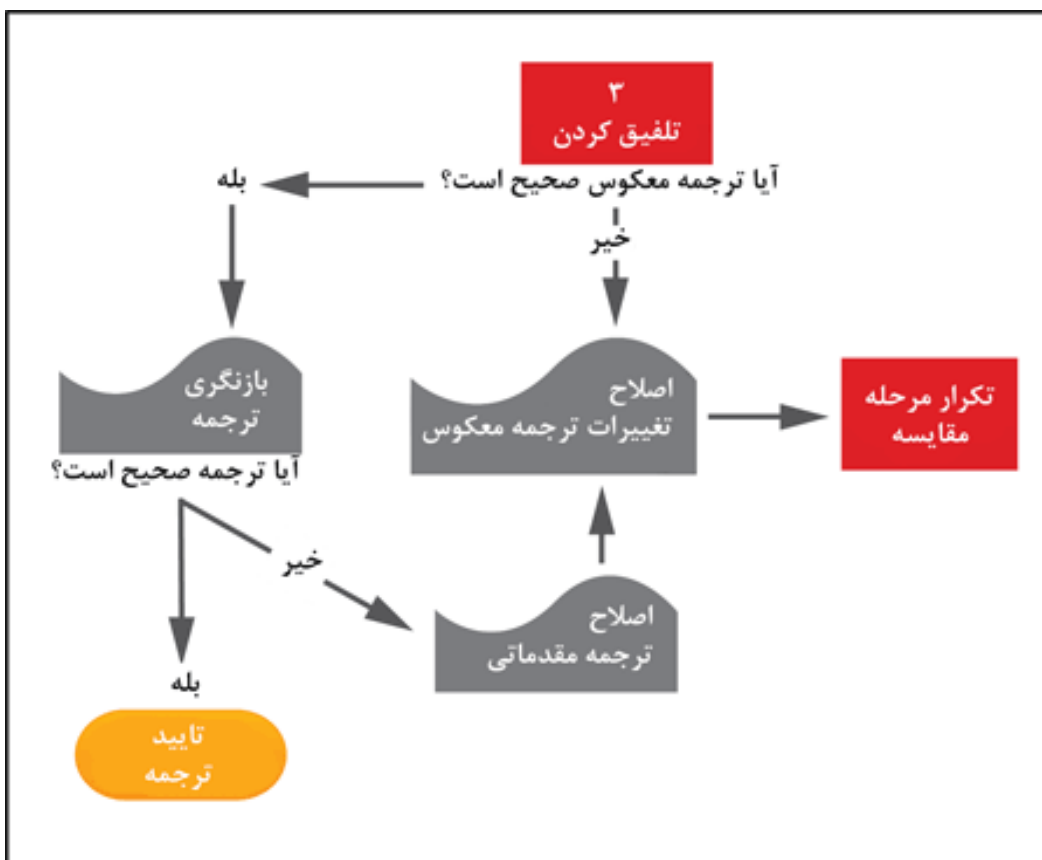 ۳
تلفیق کردن
آیا ترجمه معکوس صحیح است؟
بله
خیر
بازنگری
ترجمه
آیا ترجمه صحیح است؟
اصلاح
تغییرات ترجمه معکوس
تکرار مرحله
مقایسه
خیر
اصلاح
ترجمه مقدماتی
بله
تایید
ترجمه